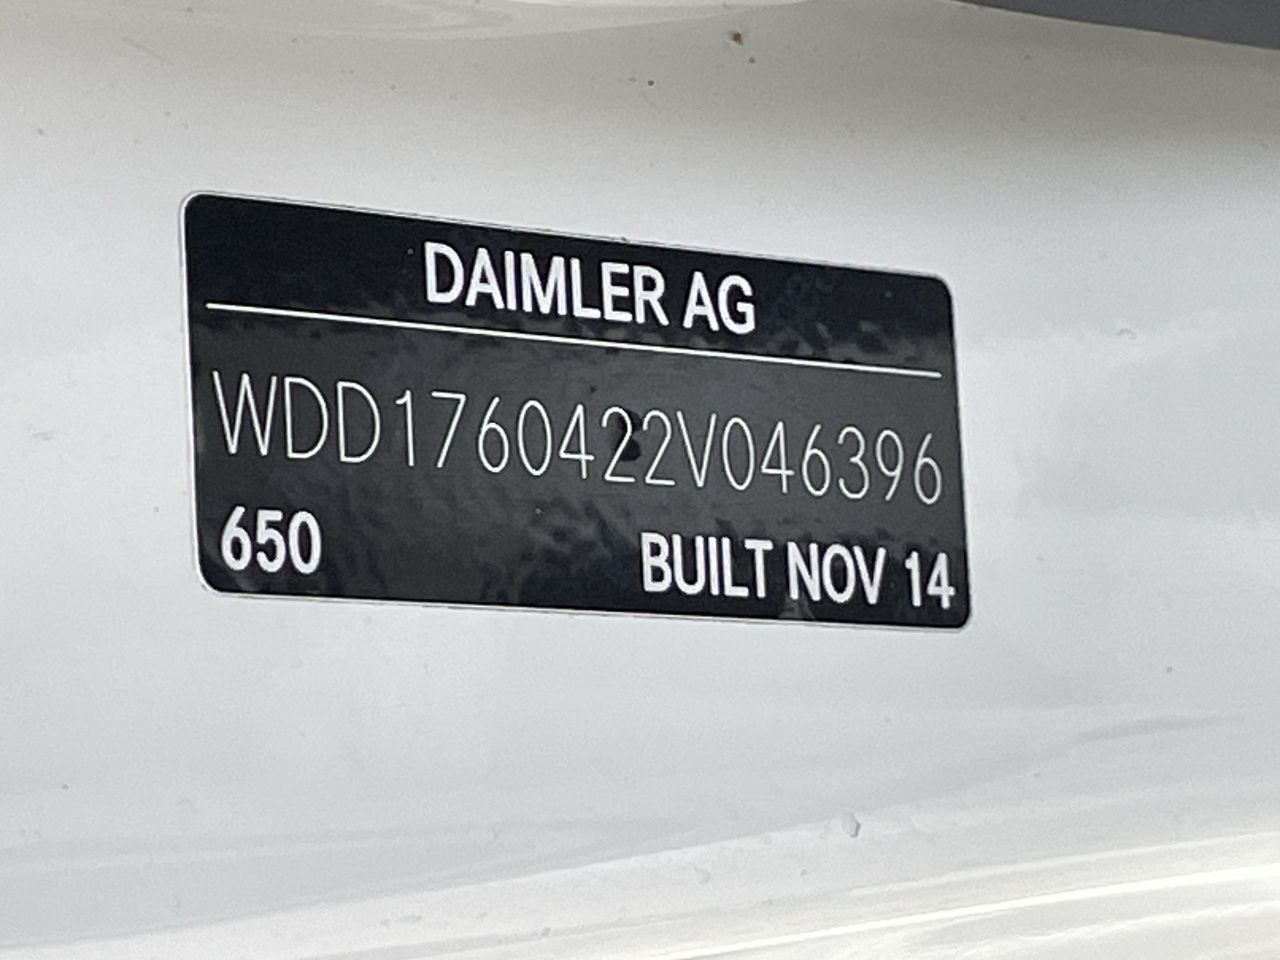 DAIMLER AG
WDD1760422V046396
650 BUILT NOV 14